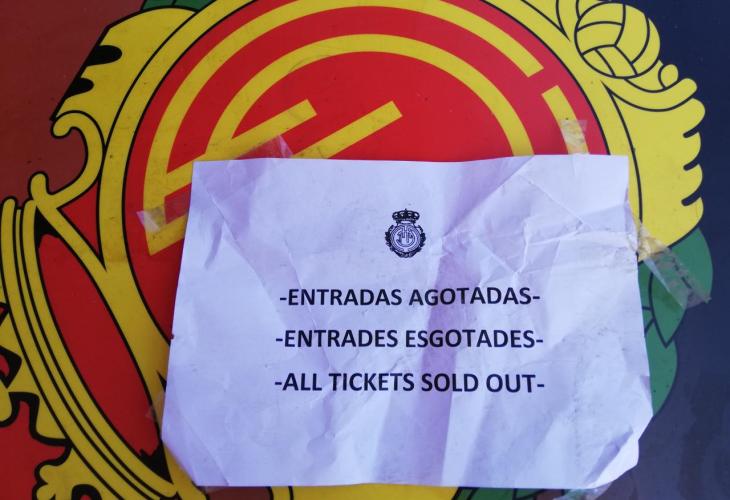 -ENTRADAS AGOTADAS-
-ENTRADES ESGOTADES-
-ALL TICKETS SOLD OUT-